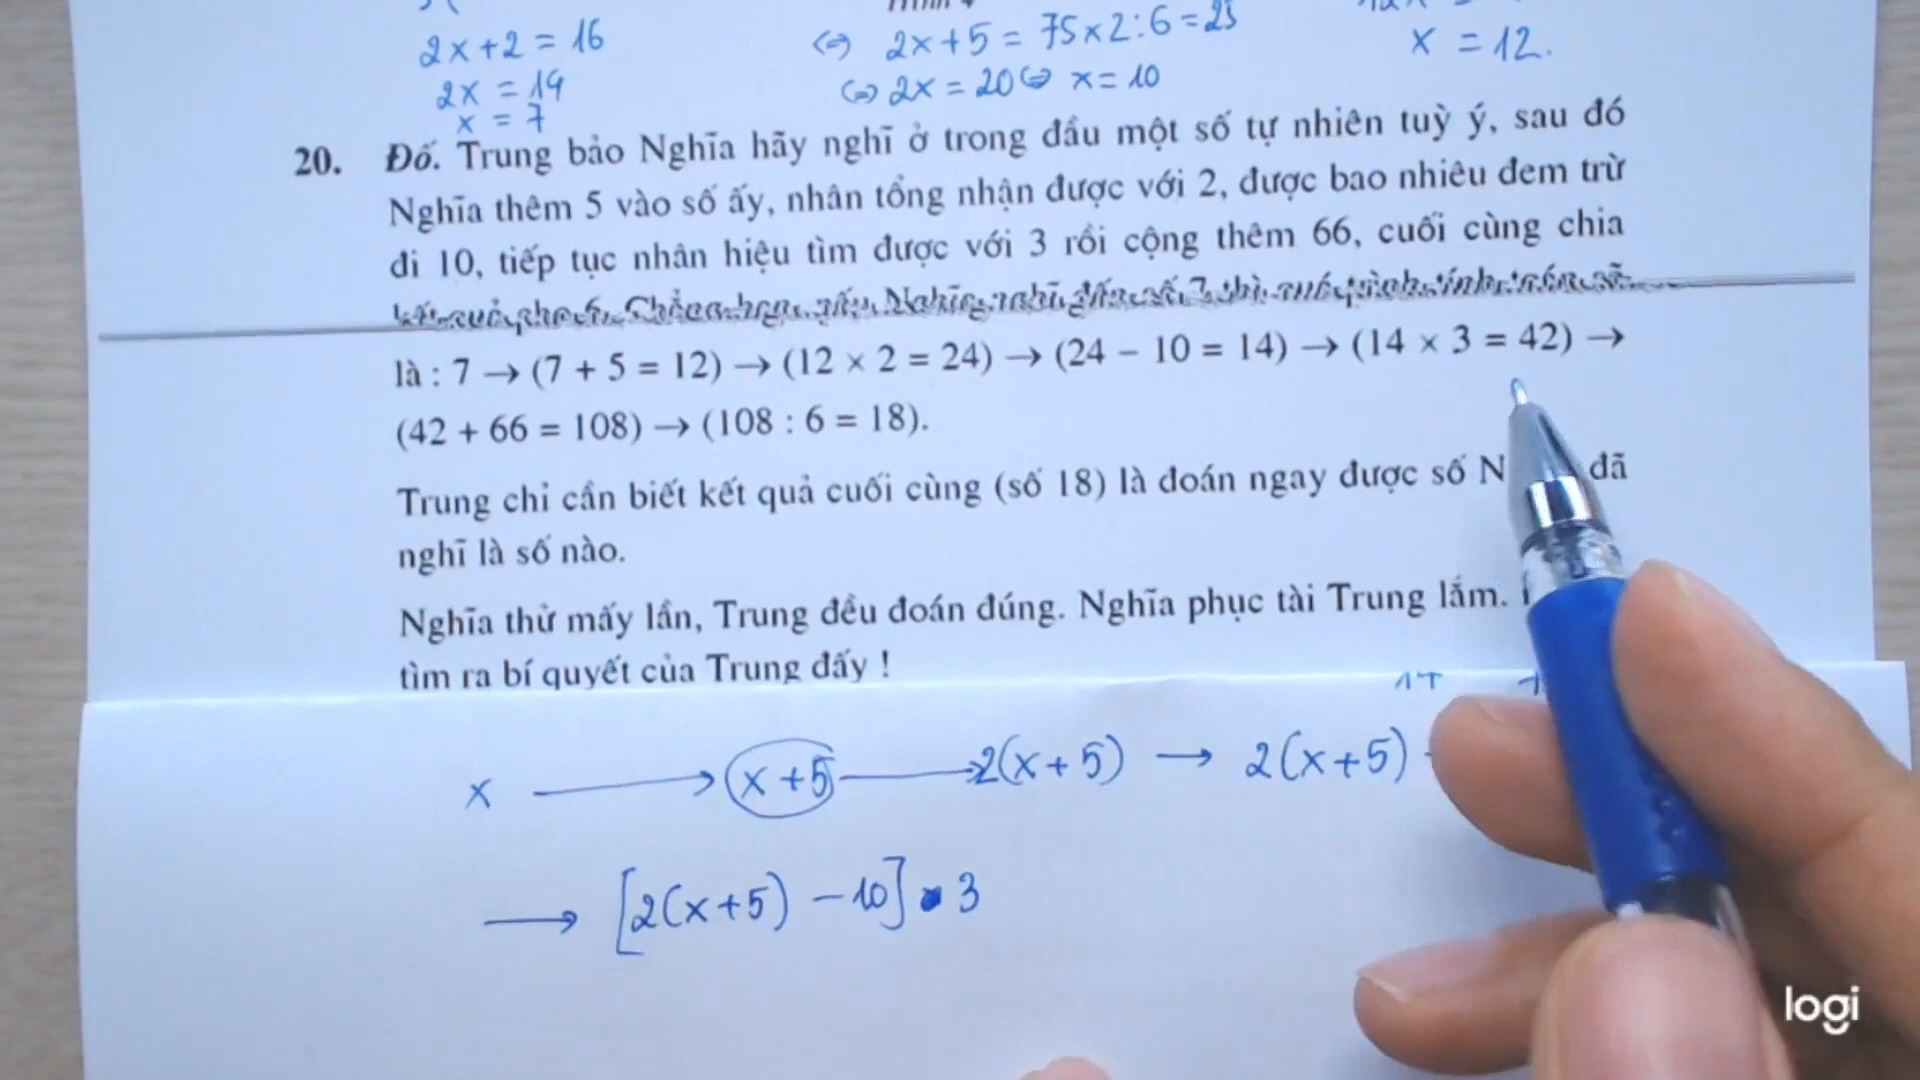 2x+2 = 16
2x = 14
x = 7
⇔ 2x+5 = 75×2:6 = 25
⇔ 2x = 20 ⇔ x = 10
x = 12.
20. Đố. Trung bảo Nghĩa hãy nghĩ ở trong đầu một số tự nhiên tuỳ ý, sau đó
Nghĩa thêm 5 vào số ấy, nhân tổng nhận được với 2, được bao nhiêu đem trừ
đi 10, tiếp tục nhân hiệu tìm được với 3 rồi cộng thêm 66, cuối cùng chia
là : 7 → (7 + 5 = 12) → (12 × 2 = 24) → (24 − 10 = 14) → (14 × 3 = 42) →
(42 + 66 = 108) → (108 : 6 = 18).
Trung chỉ cần biết kết quả cuối cùng (số 18) là đoán ngay được số đã
nghĩ là số nào.
Nghĩa thử mấy lần, Trung đều đoán đúng. Nghĩa phục tài Trung lắm.
tìm ra bí quyết của Trung đấy !
x → x+5 → 2(x+5) → 2(x+5)
→ [2(x+5) −10] . 3
logi